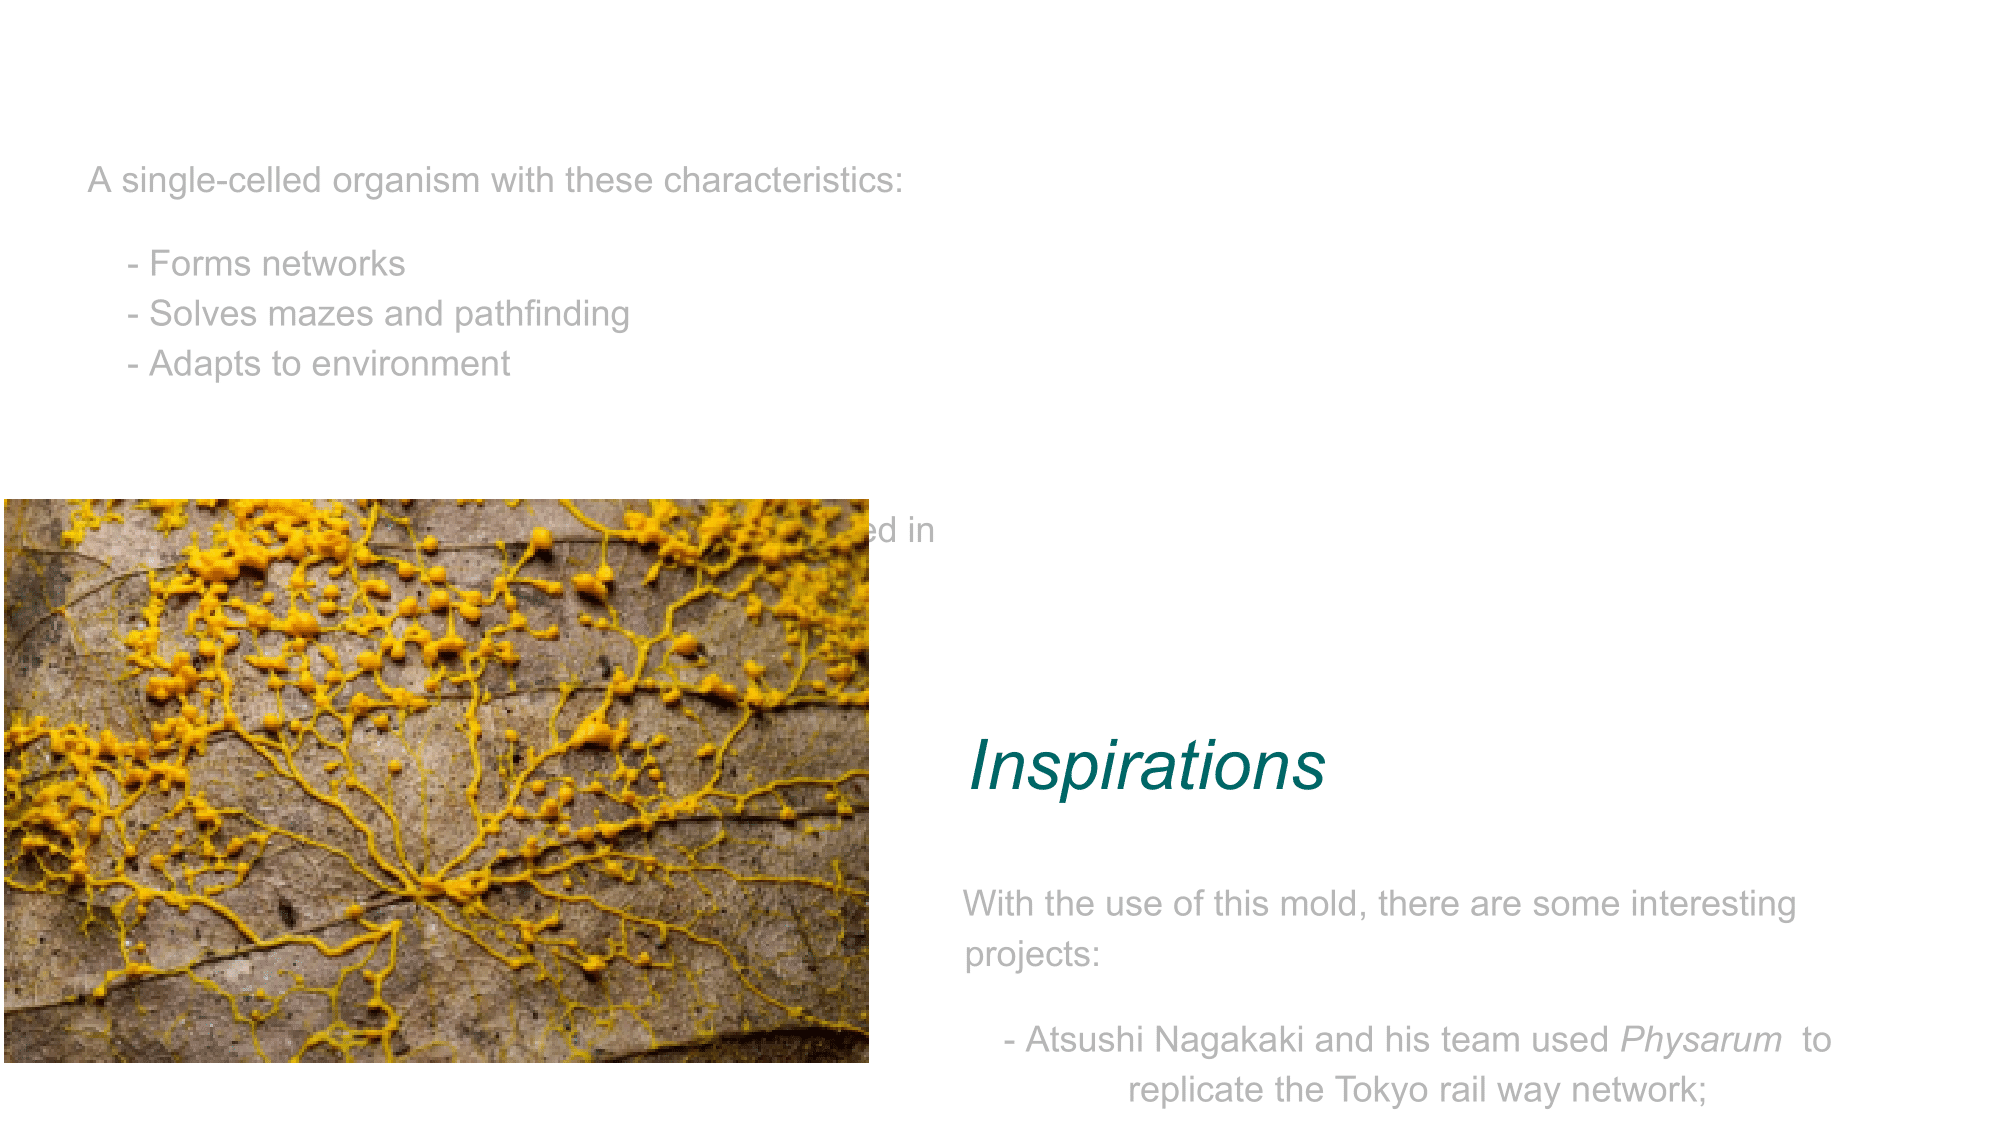 A single-celled organism with these characteristics:
- Forms networks
- Solves mazes and pathfinding
- Adapts to environment
in
Inspirations
With the use of this mold, there are some interesting
projects:
- Atsushi Nagakaki and his team used Physarum to
replicate the Tokyo rail way network;